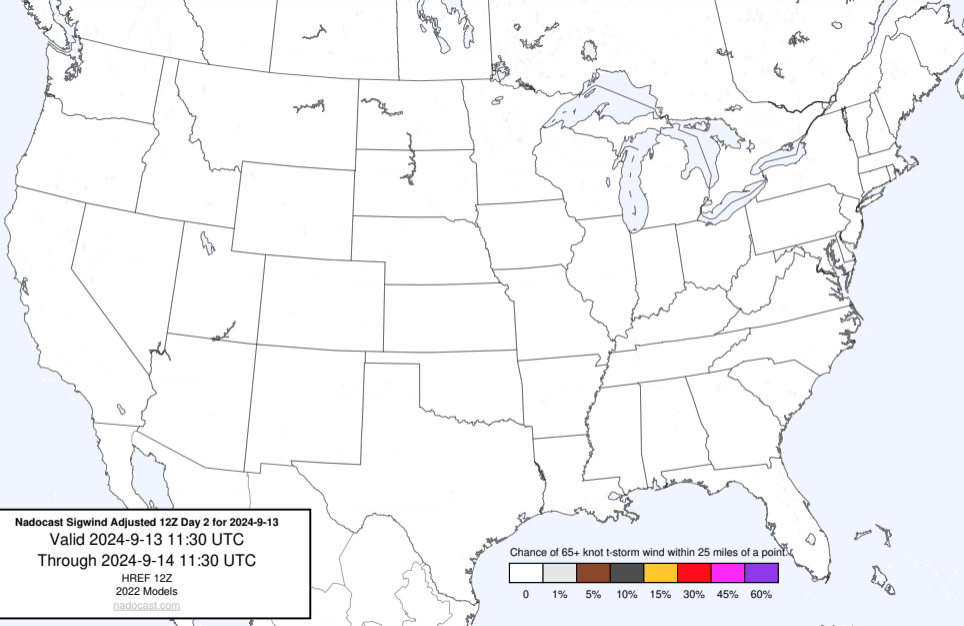 Nadocast Sigwind Adjusted 12Z Day 2 for 2024-9-13
Valid 2024-9-13 11:30 UTC
Through 2024-9-14 11:30 UTC
HREF 12Z
2022 Models
nadocast.com
Chance of 65+ knot t-storm wind within 25 miles of a point.
0 1% 5% 10% 15% 30% 45% 60%